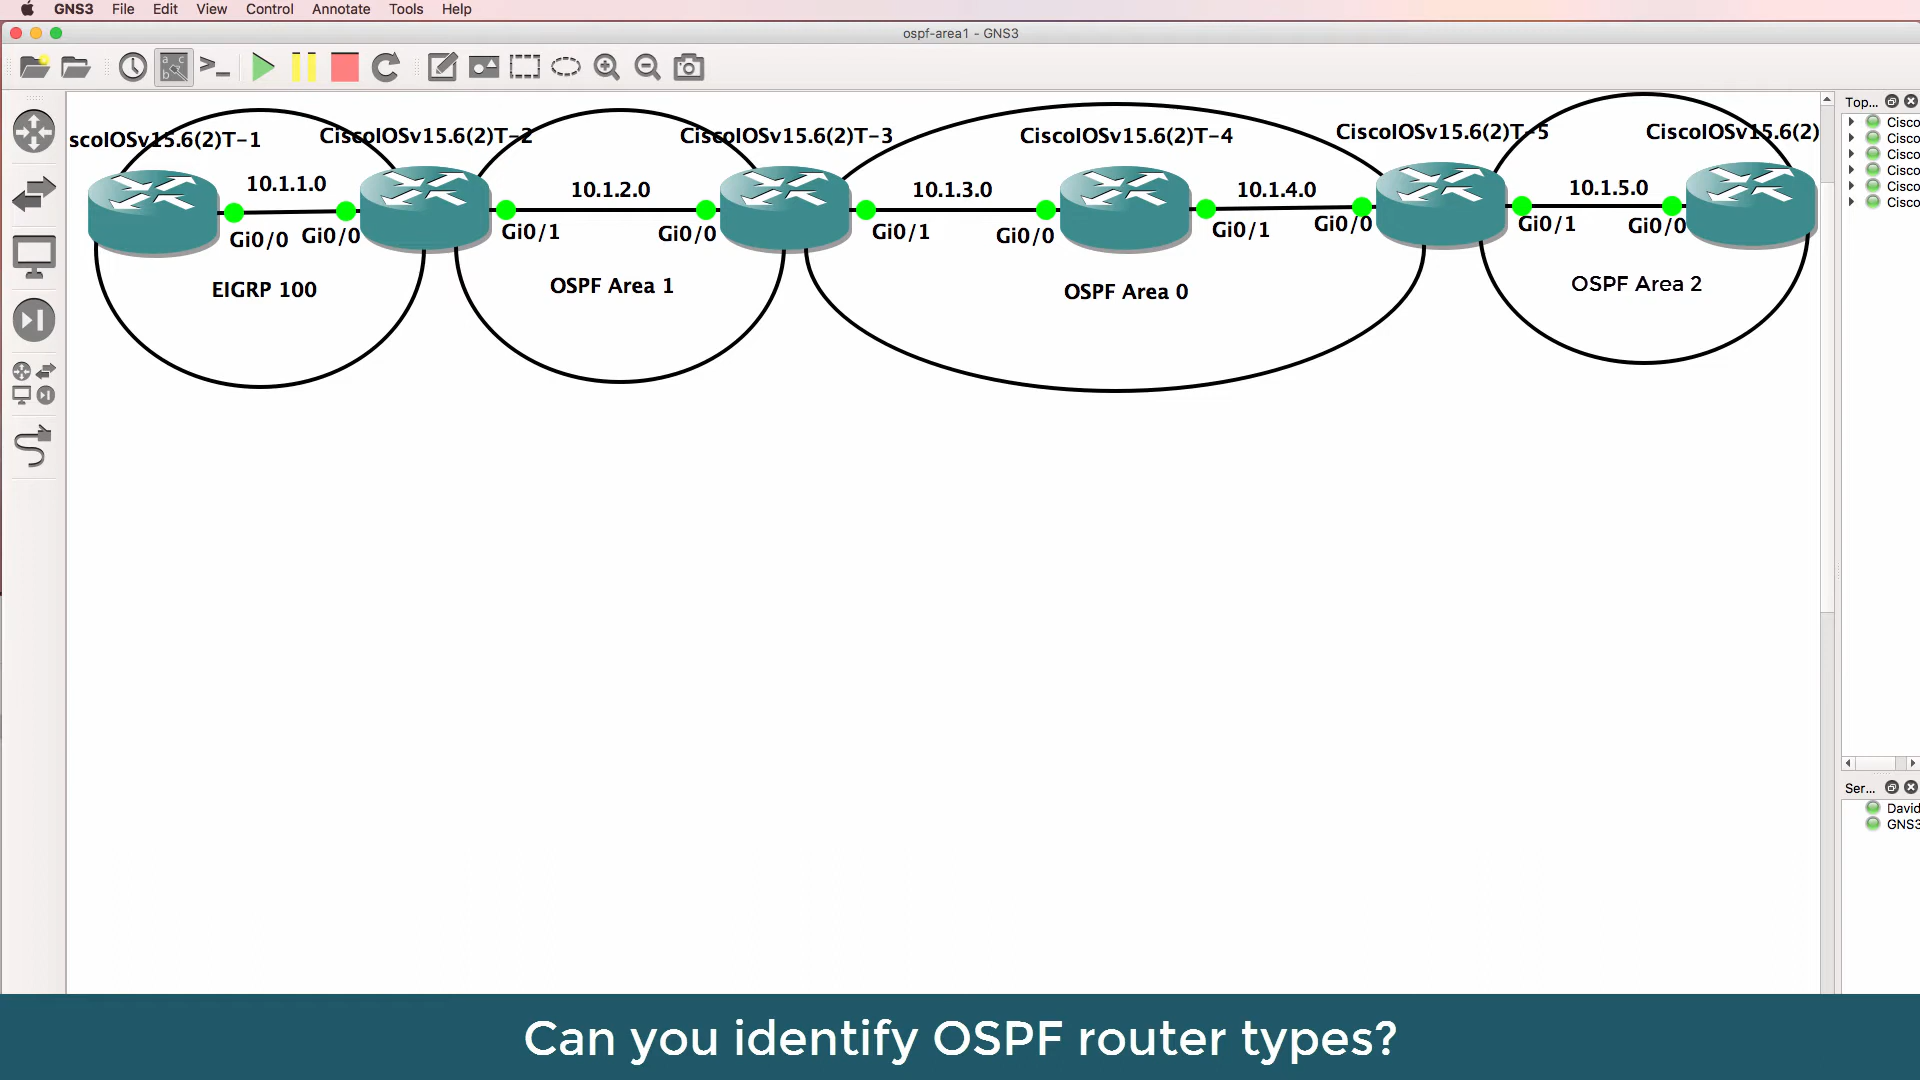 GNS3 File Edit View Control Annotate Tools Help
ospf-area1 - GNS3
scoIOSv15.6(2)T-1 CiscoIOSv15.6(2)T-2 CiscoIOSv15.6(2)T-3 CiscoIOSv15.6(2)T-4 CiscoIOSv15.6(2)T-5 CiscoIOSv15.6(2)
10.1.1.0 10.1.2.0 10.1.3.0 10.1.4.0 10.1.5.0
Gi0/0 Gi0/0 Gi0/1 Gi0/0 Gi0/1 Gi0/0 Gi0/1 Gi0/0 Gi0/1 Gi0/0
EIGRP 100 OSPF Area 1 OSPF Area 0 OSPF Area 2
Top...
Cisco
Cisco
Cisco
Cisco
Cisco
Cisco
Ser...
David
GNS3
Can you identify OSPF router types?